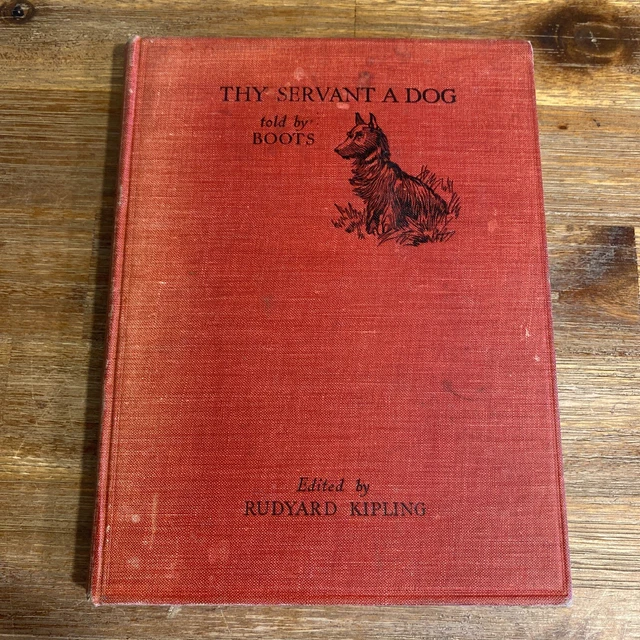 THY SERVANT A DOG
told by
BOOTS
Edited by
RUDYARD KIPLING